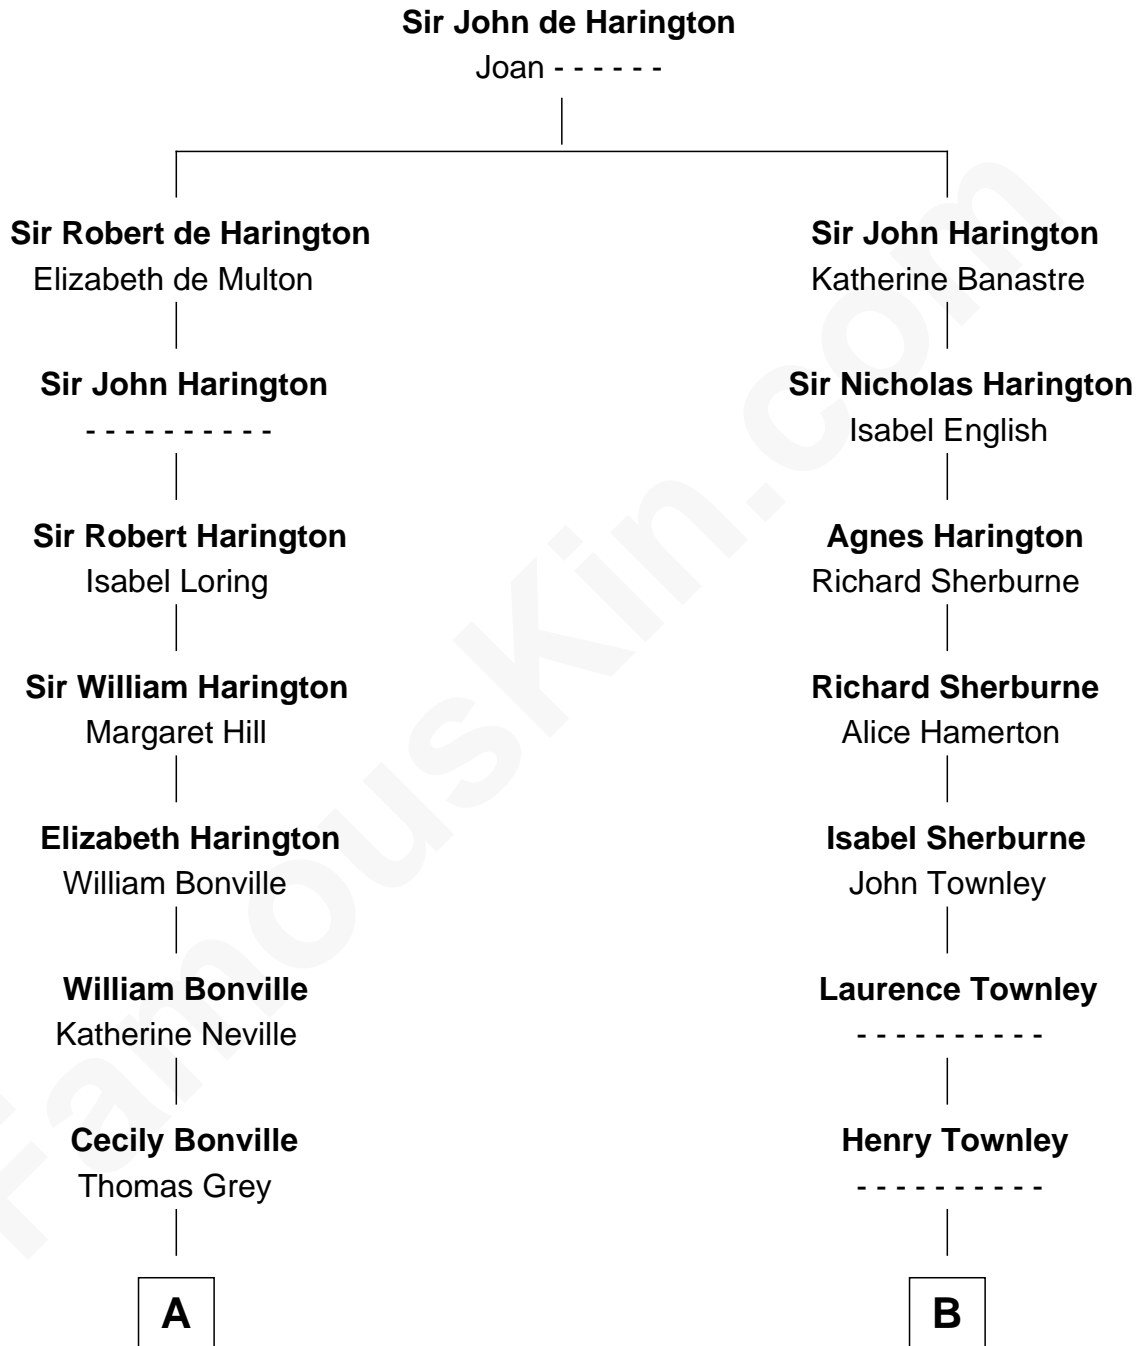 Sir John de Harington
Joan - - - - - -
Sir Robert de Harington
Elizabeth de Multon
Sir John Harington
Katherine Banastre
Sir John Harington
- - - - - - - - - -
Sir Nicholas Harington
Isabel English
Sir Robert Harington
Isabel Loring
Agnes Harington
Richard Sherburne
Sir William Harington
Margaret Hill
Richard Sherburne
Alice Hamerton
Elizabeth Harington
William Bonville
Isabel Sherburne
John Townley
William Bonville
Katherine Neville
Laurence Townley
- - - - - - - - - -
Cecily Bonville
Thomas Grey
Henry Townley
- - - - - - - - - -
A
B
FamousKin.com